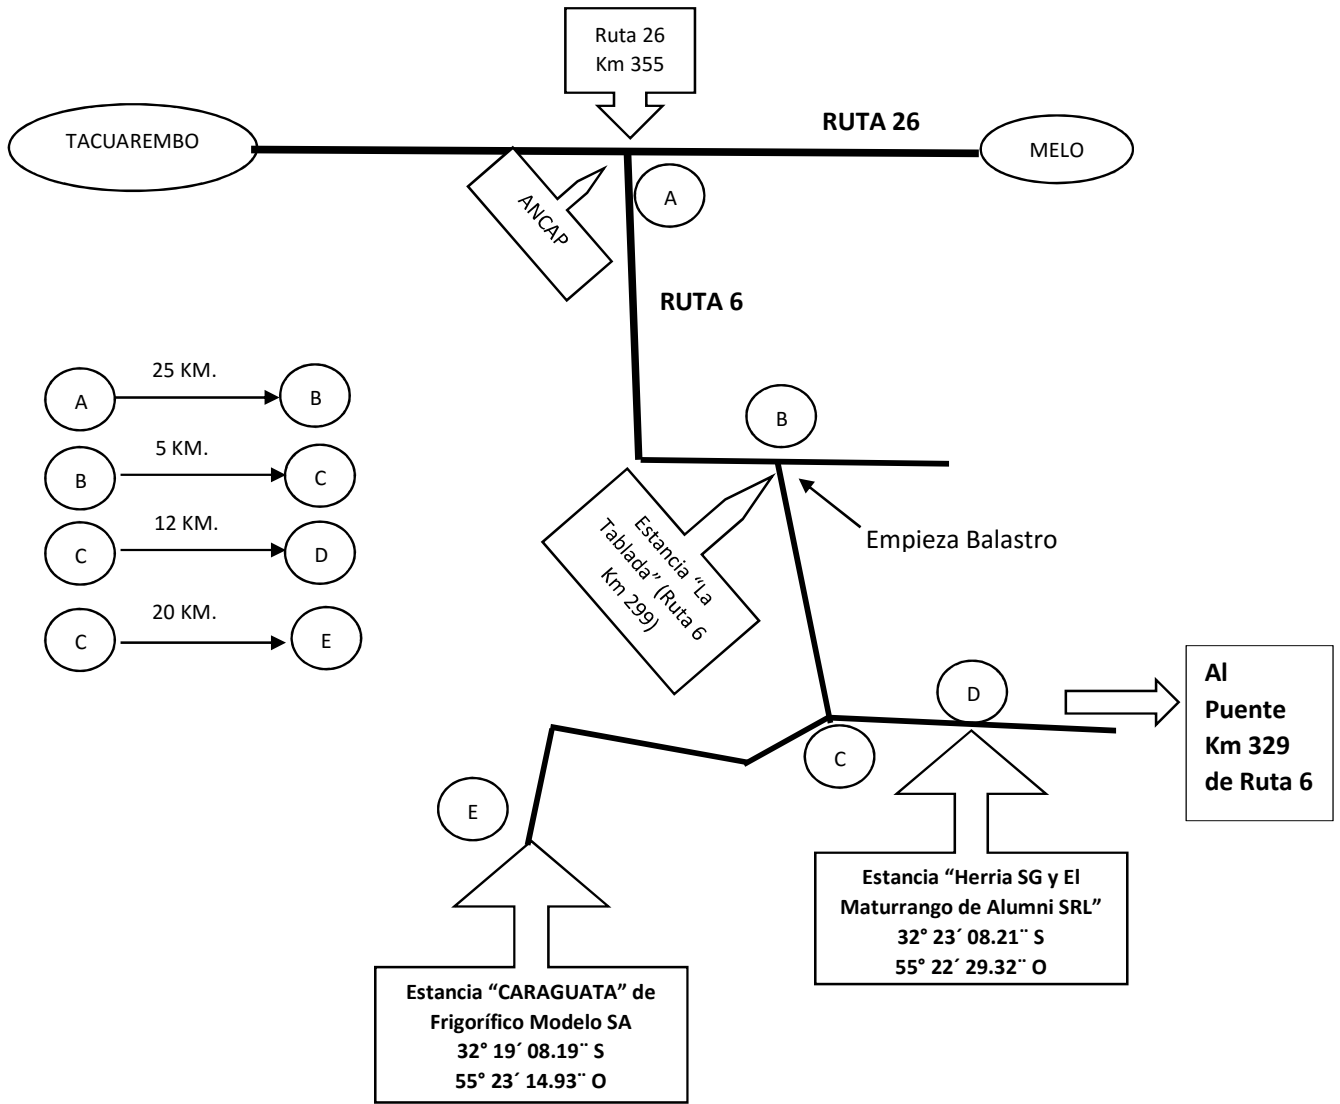 Ruta 26
Km 355
RUTA 26
TACUAREMBO
MELO
A
ANCAP
RUTA 6
25 KM.
A
B
B
5 KM.
B
C
Estancia “La
Tablada” (Ruta 6
Km 299)
Empieza Balastro
12 KM.
C
D
20 KM.
C
E
D
Al
Puente
Km 329
de Ruta 6
C
E
Estancia “Herria SG y El
Maturrango de Alumni SRL”
32° 23´ 08.21¨ S
55° 22´ 29.32¨ O
Estancia “CARAGUATA” de
Frigorífico Modelo SA
32° 19´ 08.19¨ S
55° 23´ 14.93¨ O